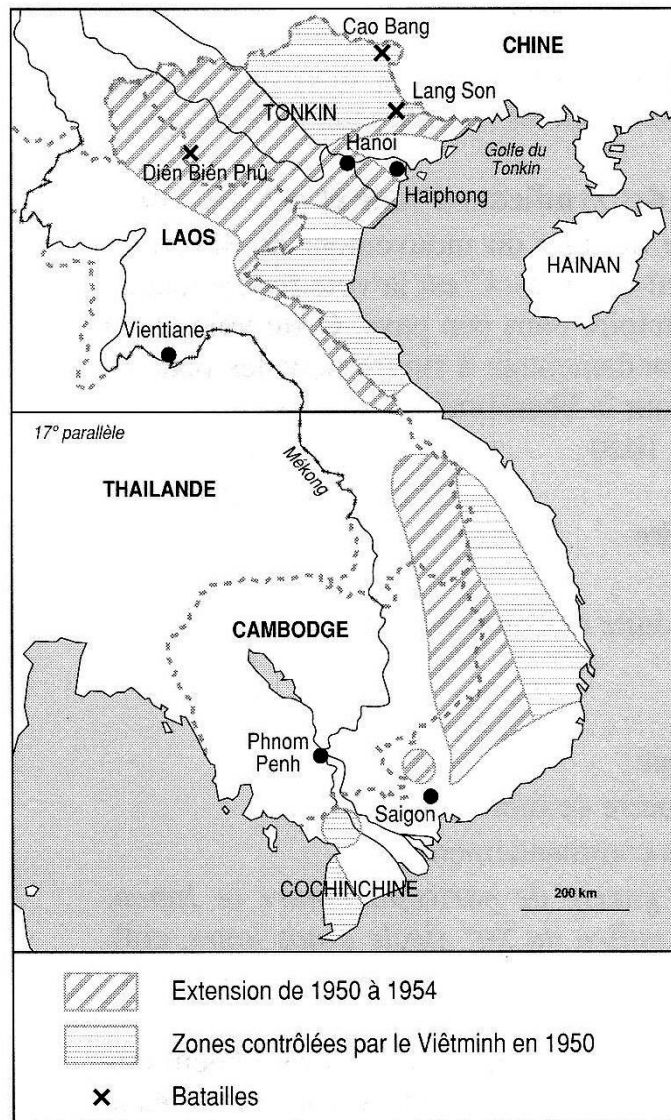 Cao Bang
CHINE
Lang Son
TONKIN
Hanoi
Golfe du
Tonkin
Diên Biên Phû
Haiphong
LAOS
HAINAN
Vientiane
17° parallèle
Mékong
THAILANDE
CAMBODGE
Phnom
Penh
Saigon
COCHINCHINE
200 km
Extension de 1950 à 1954
Zones contrôlées par le Viêtminh en 1950
Batailles